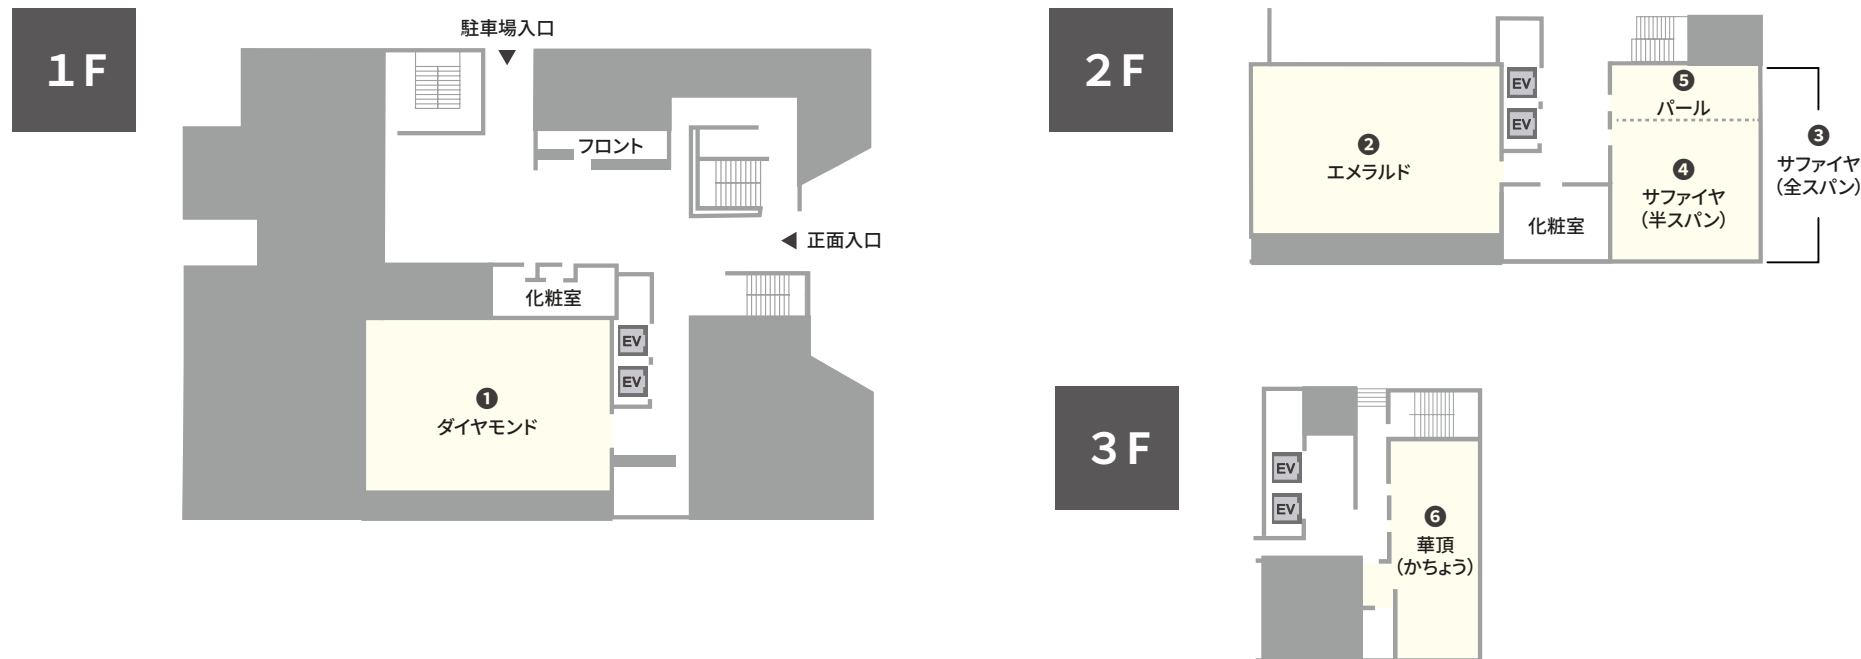 1F
駐車場入口
フロント
正面入口
化粧室
EV
EV
❶
ダイヤモンド
2F
EV
EV
❷
エメラルド
化粧室
❺
パール
❹
サファイヤ
（半スパン）
❸
サファイヤ
（全スパン）
3F
EV
EV
❻
華頂
（かちょう）